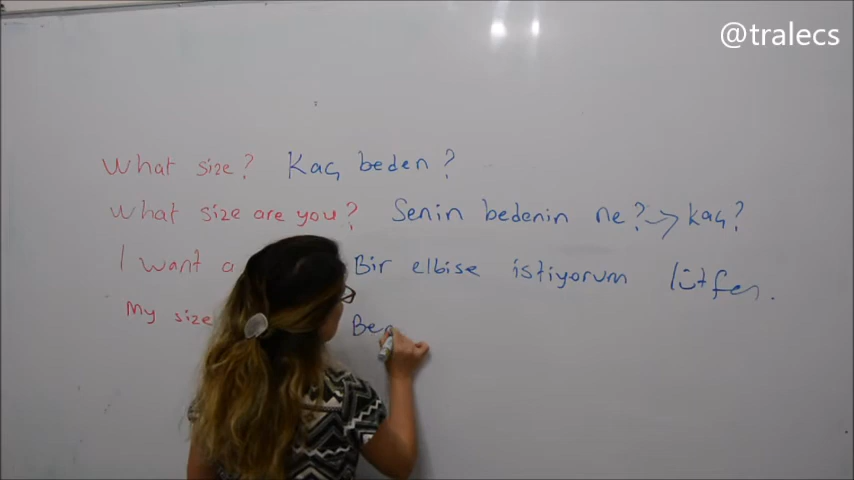 @tralecs
What size? Kaç beden?
What size are you? Senin bedenin ne? → kaç?
I want a Bir elbise istiyorum lütfen.
My size Ben